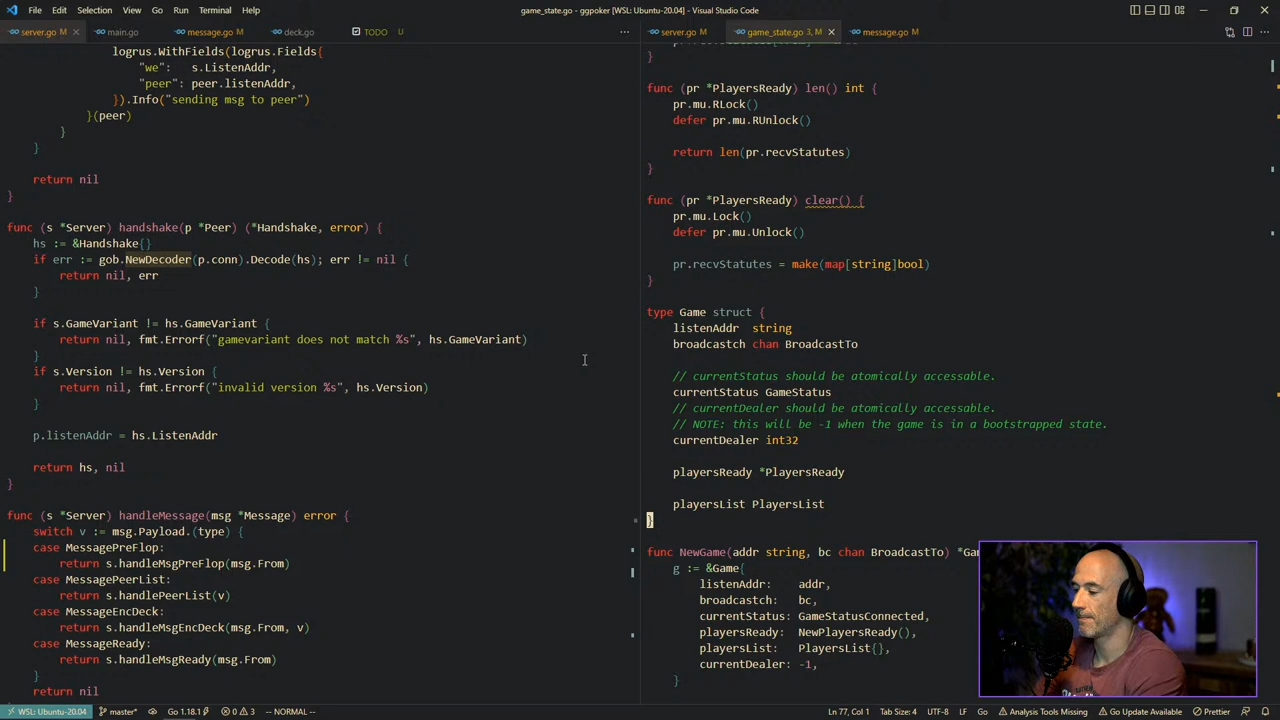 File Edit Selection View Go Run Terminal Help
game_state.go - ggpoker [WSL: Ubuntu-20.04] - Visual Studio Code
server.go M main.go message.go M deck.go TODO U
logrus.WithFields(logrus.Fields{
"we": s.ListenAddr,
"peer": peer.listenAddr,
}).Info("sending msg to peer")
}(peer)
}
}
return nil
}
func (s *Server) handshake(p *Peer) (*Handshake, error) {
hs := &Handshake{}
if err := gob.NewDecoder(p.conn).Decode(hs); err != nil {
return nil, err
}
if s.GameVariant != hs.GameVariant {
return nil, fmt.Errorf("gamevariant does not match %s", hs.GameVariant)
}
if s.Version != hs.Version {
return nil, fmt.Errorf("invalid version %s", hs.Version)
}
p.listenAddr = hs.ListenAddr
return hs, nil
}
func (s *Server) handleMessage(msg *Message) error {
switch v := msg.Payload.(type) {
case MessagePreFlop:
return s.handleMsgPreFlop(msg.From)
case MessagePeerList:
return s.handlePeerList(v)
case MessageEncDeck:
return s.handleMsgEncDeck(msg.From, v)
case MessageReady:
return s.handleMsgReady(msg.From)
}
return nil
server.go M game_state.go 3, M message.go M
}
func (pr *PlayersReady) len() int {
pr.mu.RLock()
defer pr.mu.RUnlock()
return len(pr.recvStatutes)
}
func (pr *PlayersReady) clear() {
pr.mu.Lock()
defer pr.mu.Unlock()
pr.recvStatutes = make(map[string]bool)
}
type Game struct {
listenAddr string
broadcastch chan BroadcastTo
// currentStatus should be atomically accessable.
currentStatus GameStatus
// currentDealer should be atomically accessable.
// NOTE: this will be -1 when the game is in a bootstrapped state.
currentDealer int32
playersReady *PlayersReady
playersList PlayersList
}
func NewGame(addr string, bc chan BroadcastTo) *Ga
g := &Game{
listenAddr: addr,
broadcastch: bc,
currentStatus: GameStatusConnected,
playersReady: NewPlayersReady(),
playersList: PlayersList{},
currentDealer: -1,
}
WSL: Ubuntu-20.04 master* Go 1.18.1 0 3 -- NORMAL -- Ln 77, Col 1 Tab Size: 4 UTF-8 LF Go Analysis Tools Missing Go Update Available Prettier